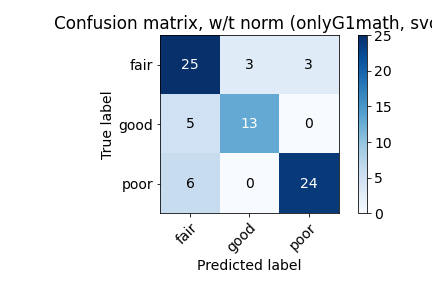 Confusion matrix, w/t norm (onlyG1math, svc
fair 25 3 3
good 5 13 0
poor 6 0 24
fair good poor
True label
Predicted label
25
20
15
10
5
0